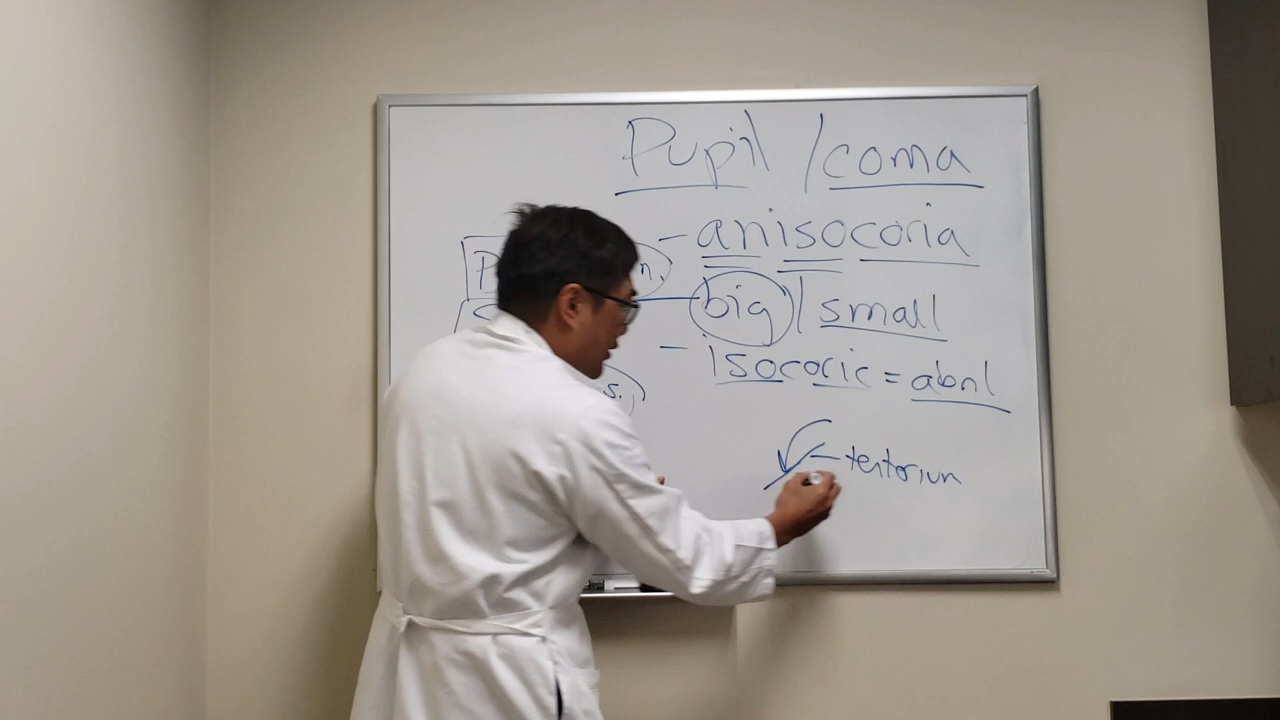 Pupil / coma
- anisocoria
big / small
- isocoric = abnl
- tentorium